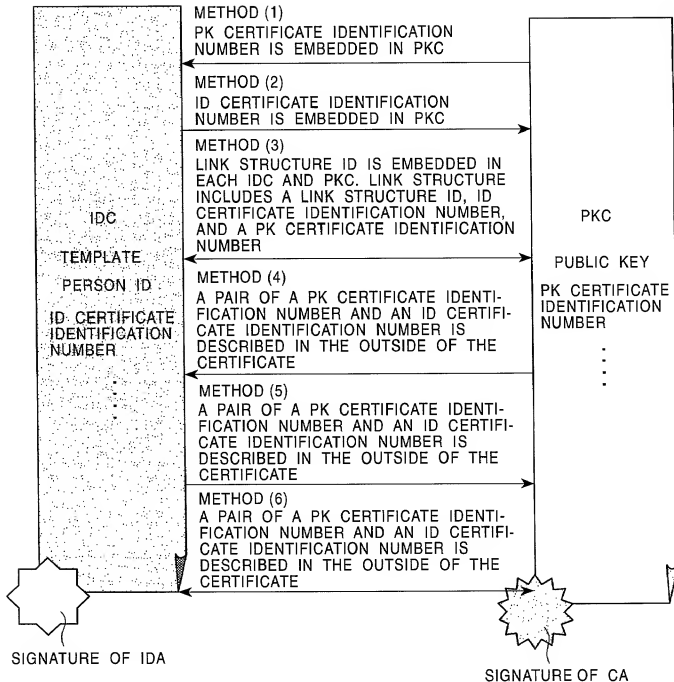 METHOD (1)
PK CERTIFICATE IDENTIFICATION
NUMBER IS EMBEDDED IN PKC
METHOD (2)
ID CERTIFICATE IDENTIFICATION
NUMBER IS EMBEDDED IN PKC
METHOD (3)
LINK STRUCTURE ID IS EMBEDDED IN
EACH IDC AND PKC. LINK STRUCTURE
INCLUDES A LINK STRUCTURE ID, ID
CERTIFICATE IDENTIFICATION NUMBER,
AND A PK CERTIFICATE IDENTIFICATION
NUMBER
METHOD (4)
A PAIR OF A PK CERTIFICATE IDENTI-
FICATION NUMBER AND AN ID CERTIFI-
CATE IDENTIFICATION NUMBER IS
DESCRIBED IN THE OUTSIDE OF THE
CERTIFICATE
METHOD (5)
A PAIR OF A PK CERTIFICATE IDENTI-
FICATION NUMBER AND AN ID CERTIFI-
CATE IDENTIFICATION NUMBER IS
DESCRIBED IN THE OUTSIDE OF THE
CERTIFICATE
METHOD (6)
A PAIR OF A PK CERTIFICATE IDENTI-
FICATION NUMBER AND AN ID CERTIFI-
CATE IDENTIFICATION NUMBER IS
DESCRIBED IN THE OUTSIDE OF THE
CERTIFICATE
IDC
TEMPLATE
PERSON ID
ID CERTIFICATE
IDENTIFICATION
NUMBER
PKC
PUBLIC KEY
PK CERTIFICATE
IDENTIFICATION
NUMBER
SIGNATURE OF IDA
SIGNATURE OF CA